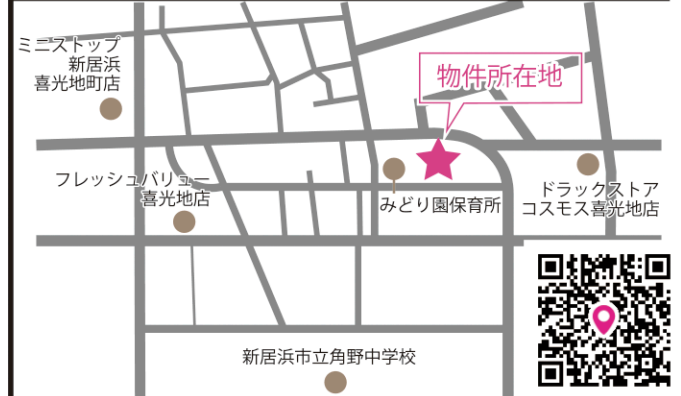 ミニストップ
新居浜
喜光地町店
物件所在地
フレッシュバリュー
喜光地店
みどり園保育所
ドラックストア
コスモス喜光地店
新居浜市立角野中学校